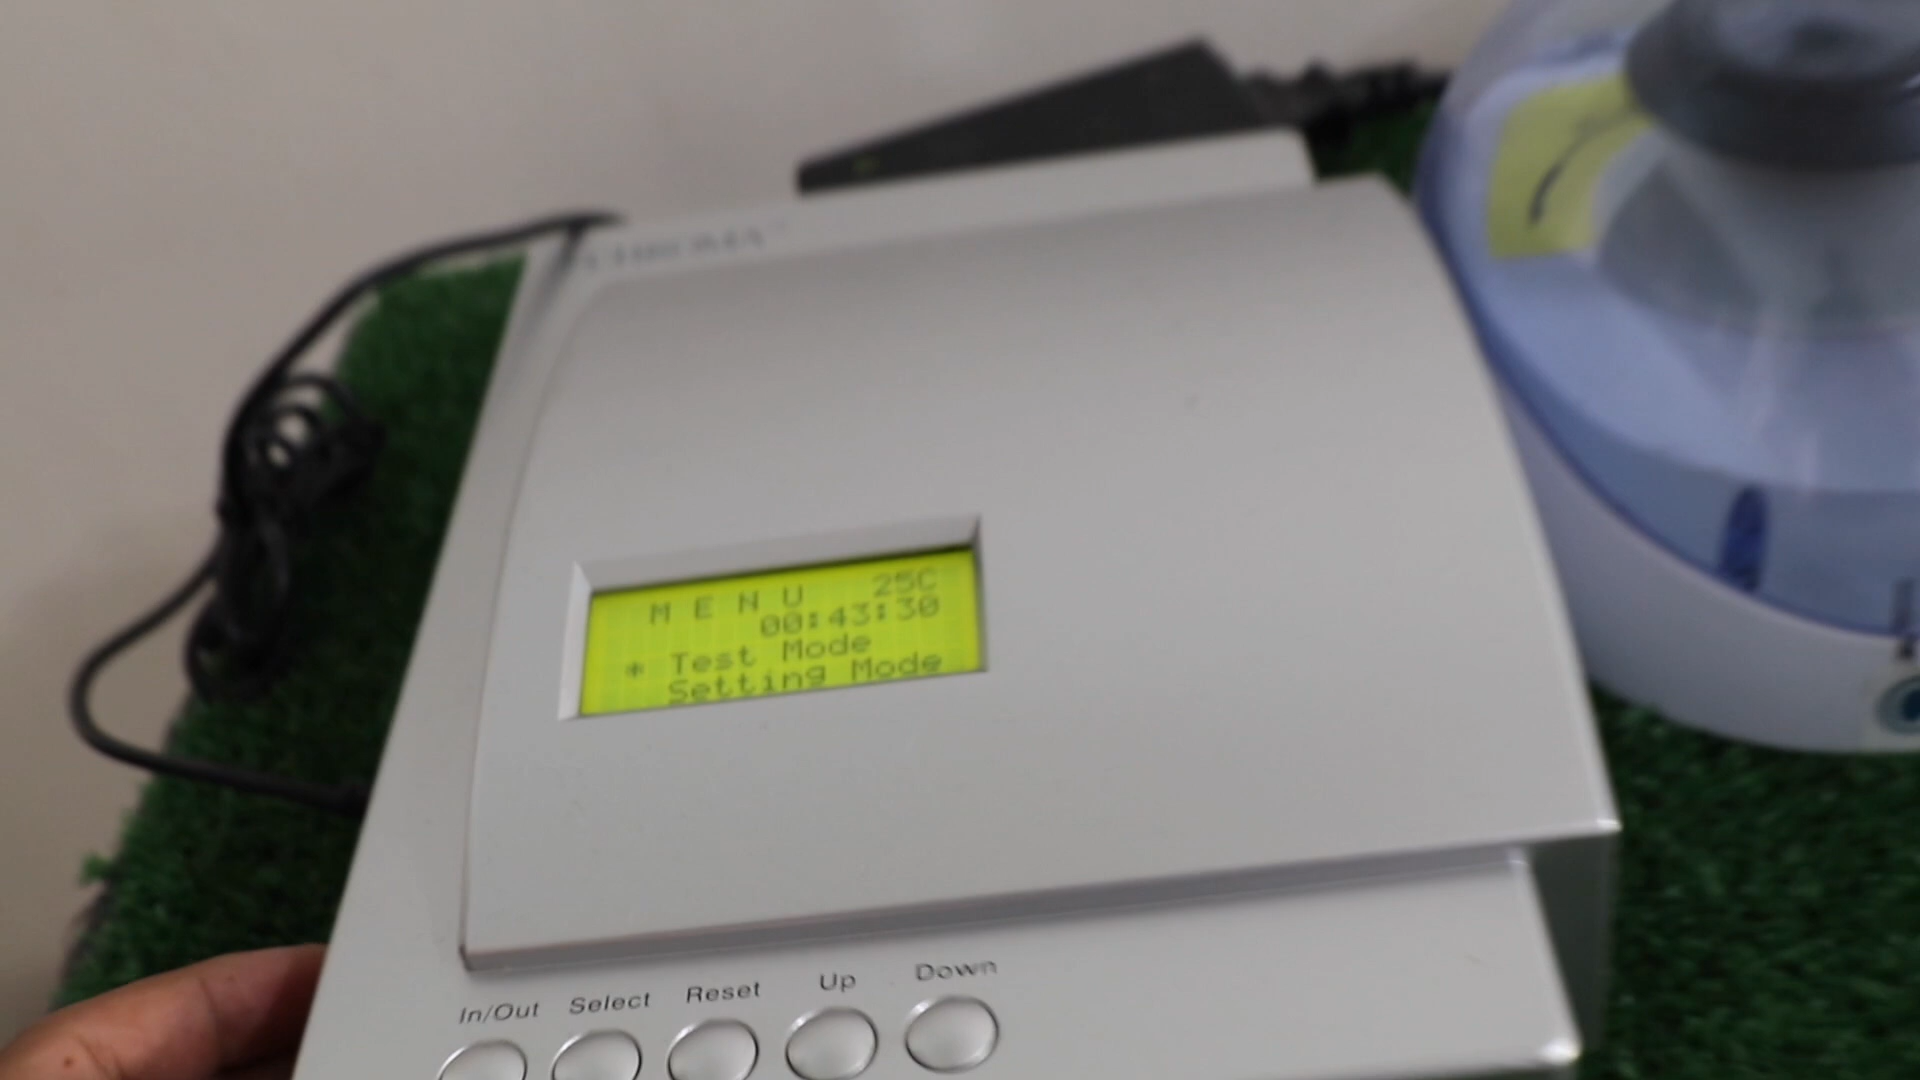 M E N U 25C
00:43:30
* Test Mode
Setting Mode
In/Out Select Reset Up Down